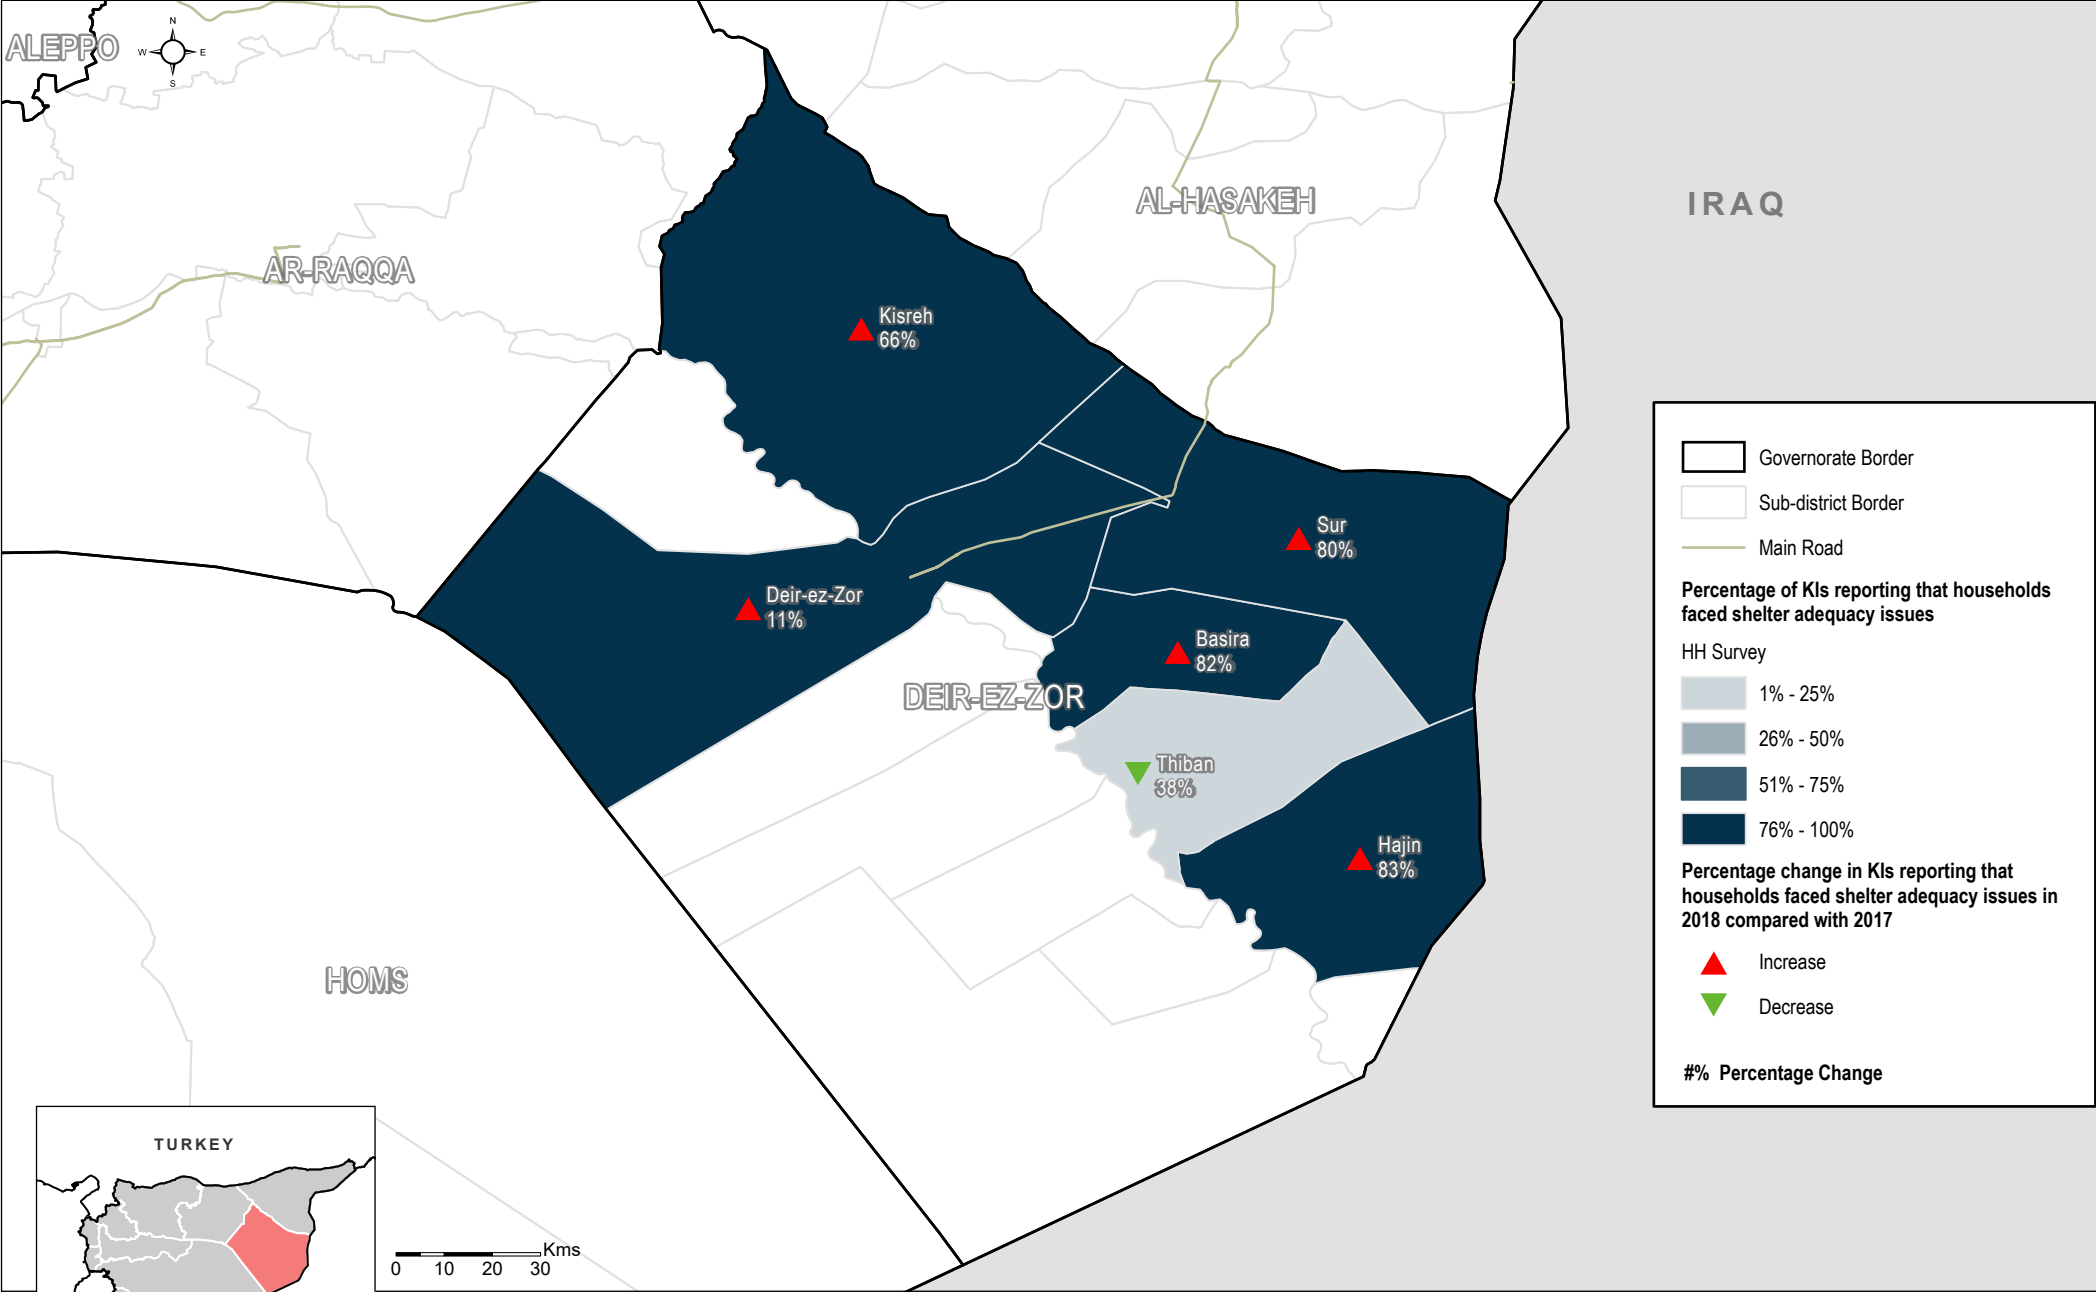 ALEPPO
N
W
E
S
AL-HASAKEH
IRAQ
AR-RAQQA
Kisreh
66%
Sur
80%
Deir-ez-Zor
11%
Basira
82%
DEIR-EZ-ZOR
Thiban
38%
Hajin
83%
HOMS
Governorate Border
Sub-district Border
Main Road
Percentage of KIs reporting that households
faced shelter adequacy issues
HH Survey
1% - 25%
26% - 50%
51% - 75%
76% - 100%
Percentage change in KIs reporting that
households faced shelter adequacy issues in
2018 compared with 2017
Increase
Decrease
#% Percentage Change
TURKEY
Kms
0 10 20 30